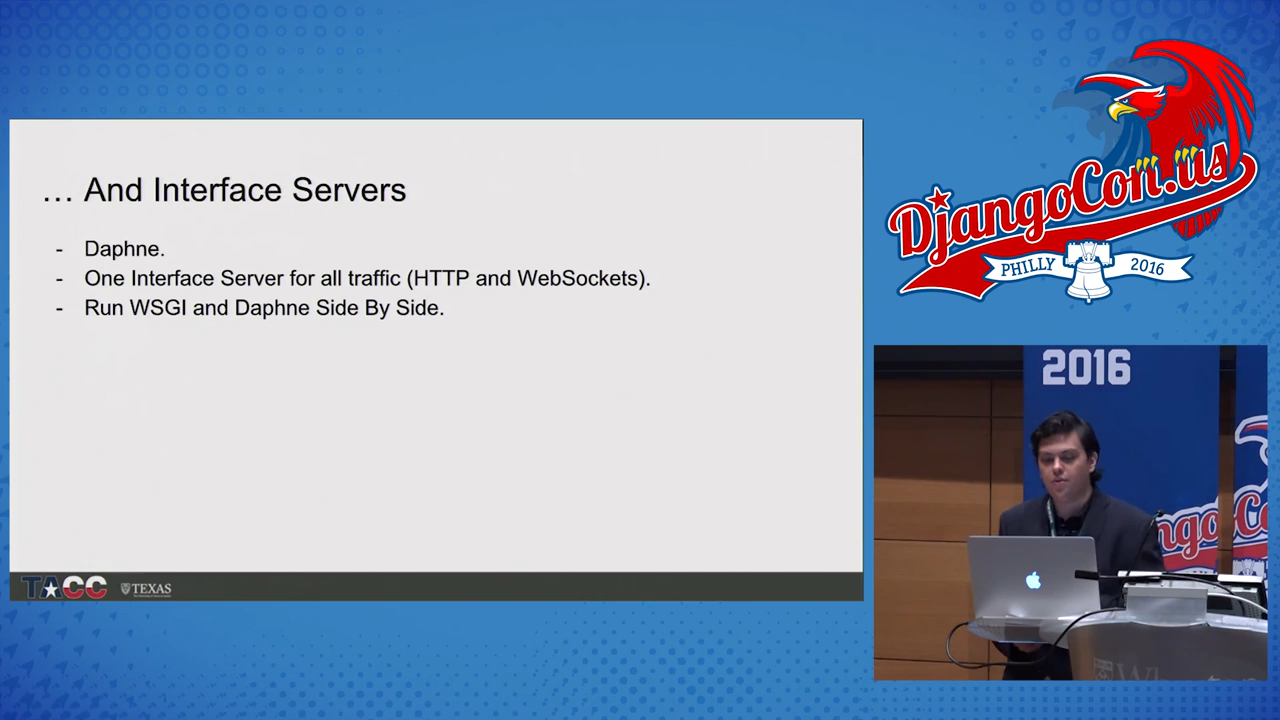 … And Interface Servers
- Daphne.
- One Interface Server for all traffic (HTTP and WebSockets).
- Run WSGI and Daphne Side By Side.
TACC
TEXAS
DjangoCon.us
PHILLY
2016
2016